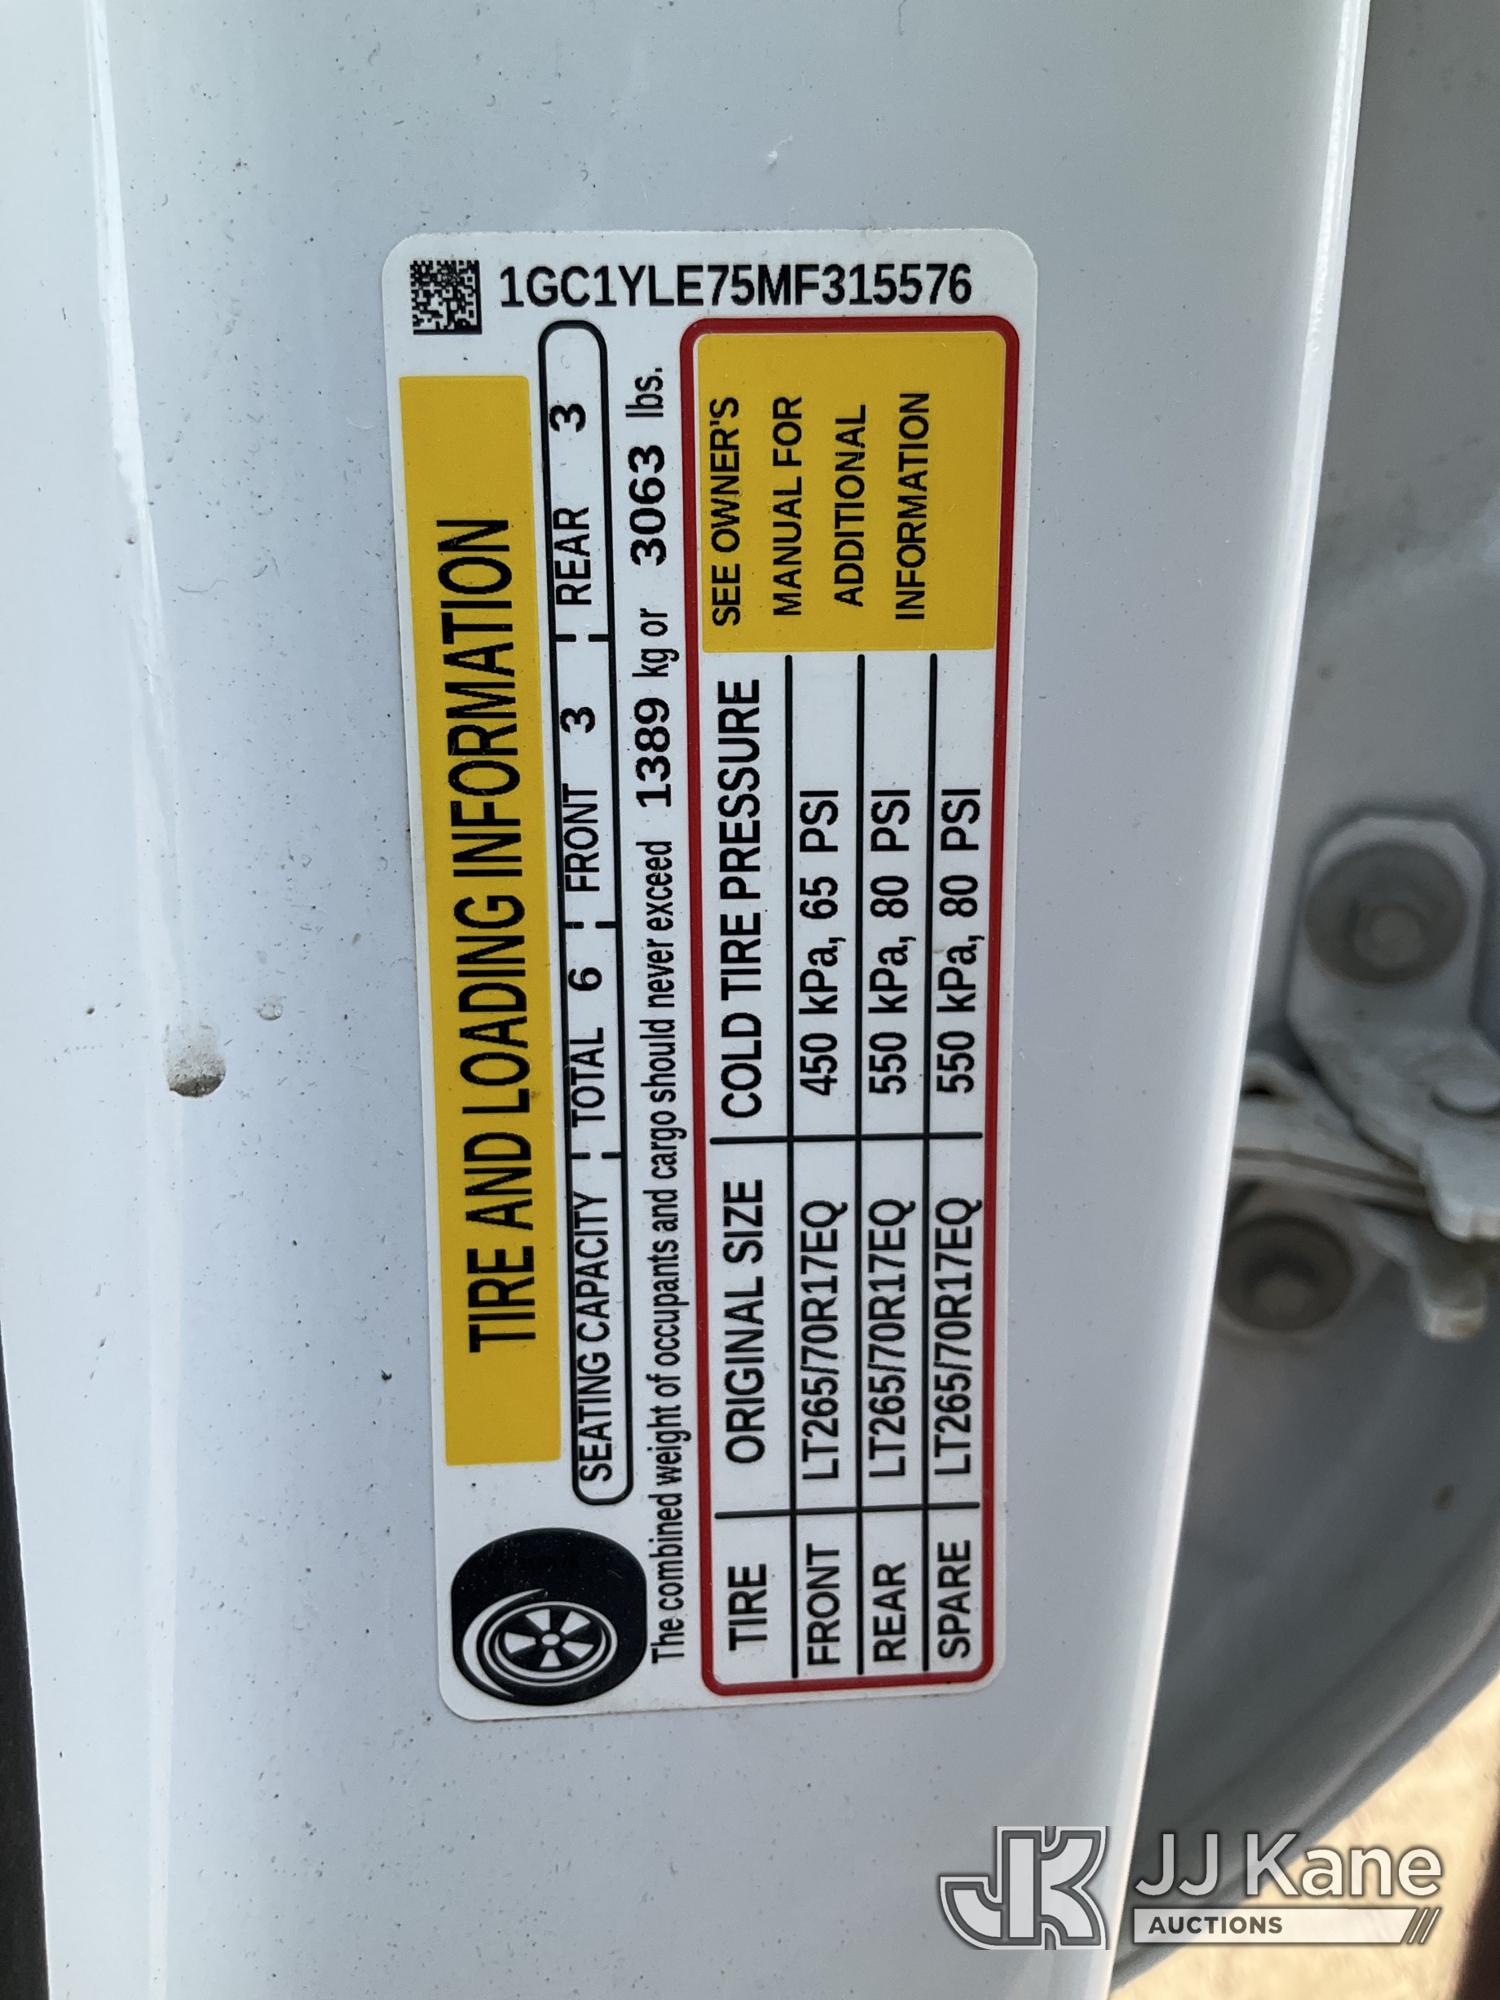 1GC1YLE75MF315576
TIRE AND LOADING INFORMATION
SEATING CAPACITY TOTAL 6 FRONT 3 REAR 3
The combined weight of occupants and cargo should never exceed 1389 kg or 3063 lbs.
TIRE ORIGINAL SIZE COLD TIRE PRESSURE
FRONT LT265/70R17EQ 450 kPa, 65 PSI
REAR LT265/70R17EQ 550 kPa, 80 PSI
SPARE LT265/70R17EQ 550 kPa, 80 PSI
SEE OWNER'S
MANUAL FOR
ADDITIONAL
INFORMATION
JK JJ Kane
AUCTIONS